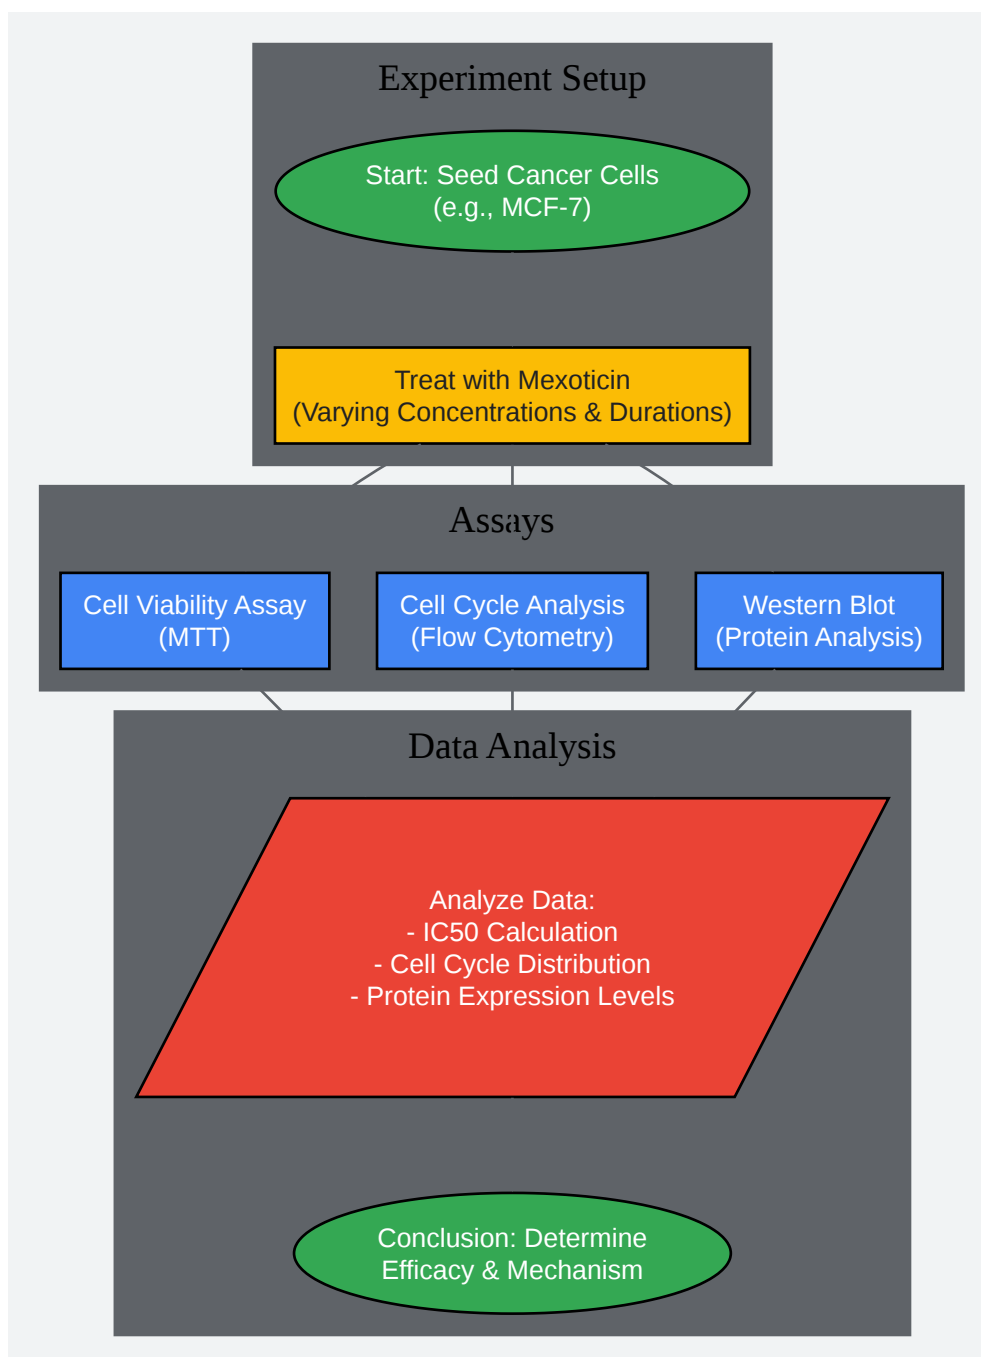 Experiment Setup
Start: Seed Cancer Cells
(e.g., MCF-7)
Treat with Mexoticin
(Varying Concentrations & Durations)
Assays
Cell Viability Assay
(MTT)
Cell Cycle Analysis
(Flow Cytometry)
Western Blot
(Protein Analysis)
Data Analysis
Analyze Data:
- IC50 Calculation
- Cell Cycle Distribution
- Protein Expression Levels
Conclusion: Determine
Efficacy & Mechanism